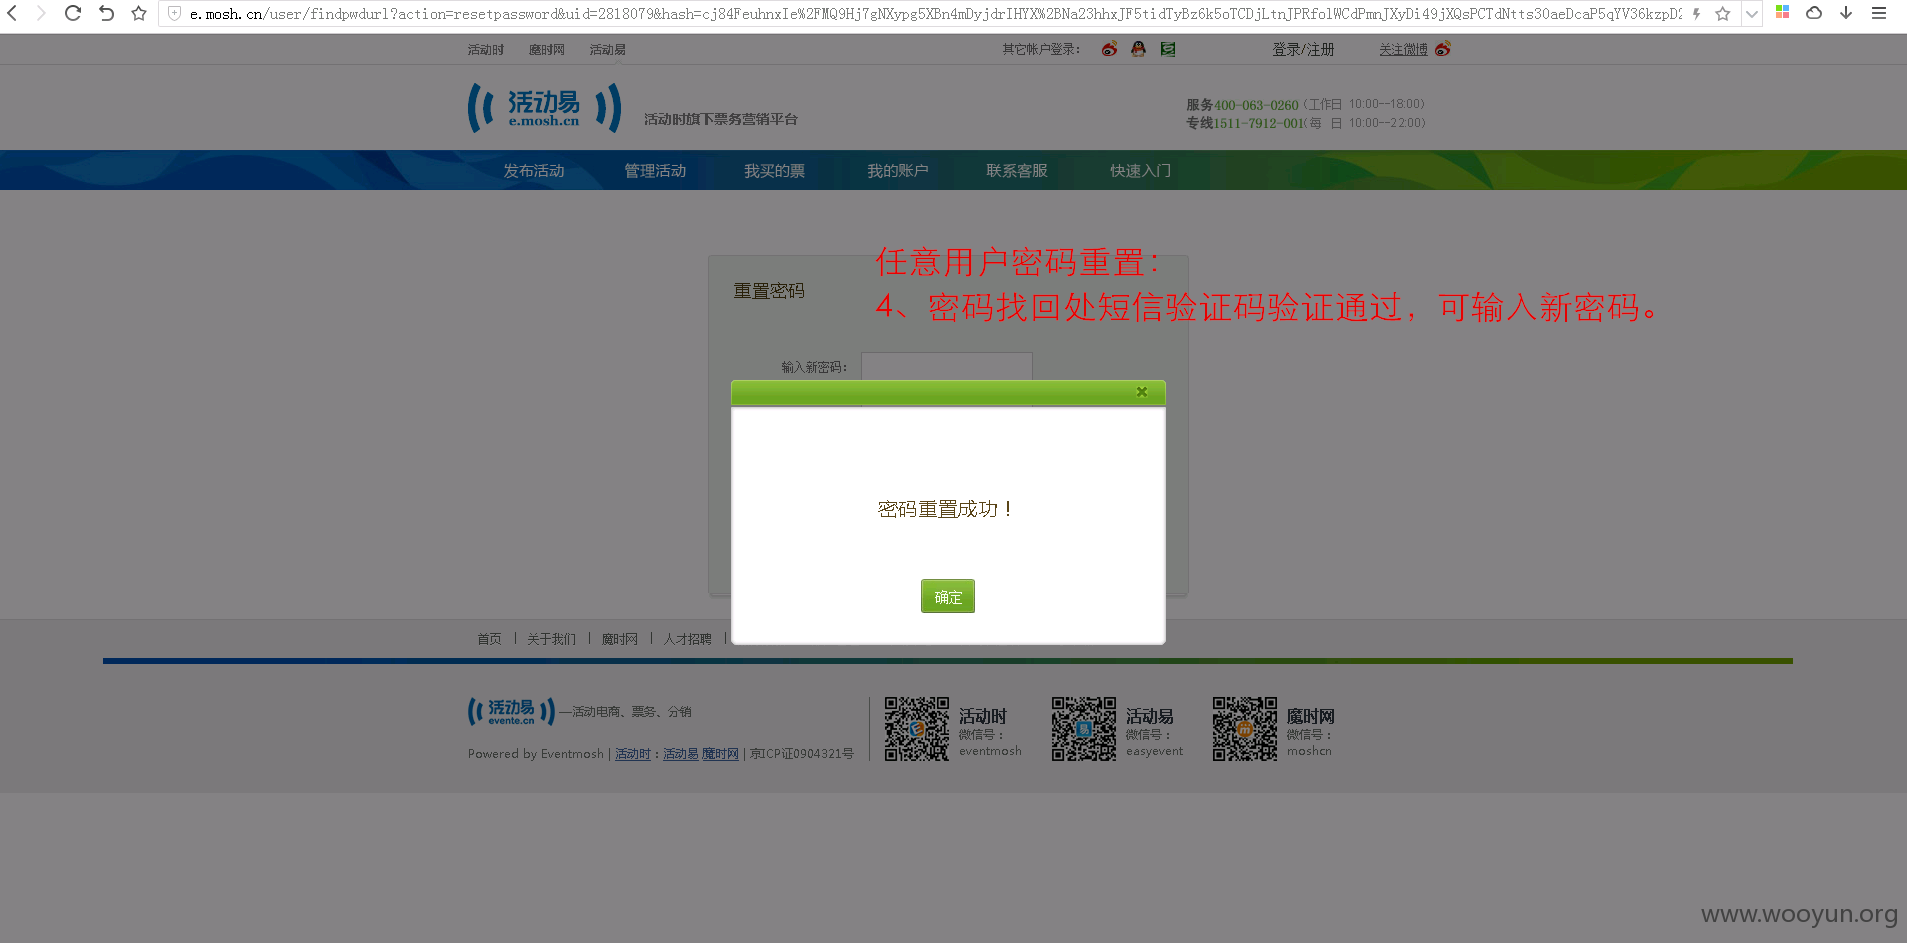 e.mosh.cn/user/findpwdurl?action=resetpassword&uid=2818079&hash=cj84FeuhnxIe%2FMQ9Hj7gNXypg5XBn4mDyjdrIHYX%2BNa23hhxJF5tidTyBz6k5oTCDjLtnJPRfolWCdPmnJXyDi49jXQsPCTdNtts30aeDcaP5qYV36kzpD2
活动时 魔时网 活动易 其它帐户登录： 登录/注册 关注微博
活动易
e.mosh.cn
活动时旗下票务营销平台
服务400-063-0260（工作日 10:00--18:00）
专线1511-7912-001（每 日 10:00--22:00）
发布活动 管理活动 我买的票 我的账户 联系客服 快速入门
任意用户密码重置：
重置密码
4、密码找回处短信验证码验证通过，可输入新密码。
输入新密码：
密码重置成功！
确定
首页 | 关于我们 | 魔时网 | 人才招聘 |
活动易
evente.cn
—活动电商、票务、分销
Powered by Eventmosh | 活动时：活动易 魔时网 | 京ICP证0904321号
活动时
微信号：
eventmosh
活动易
微信号：
easyevent
魔时网
微信号：
moshcn
www.wooyun.org